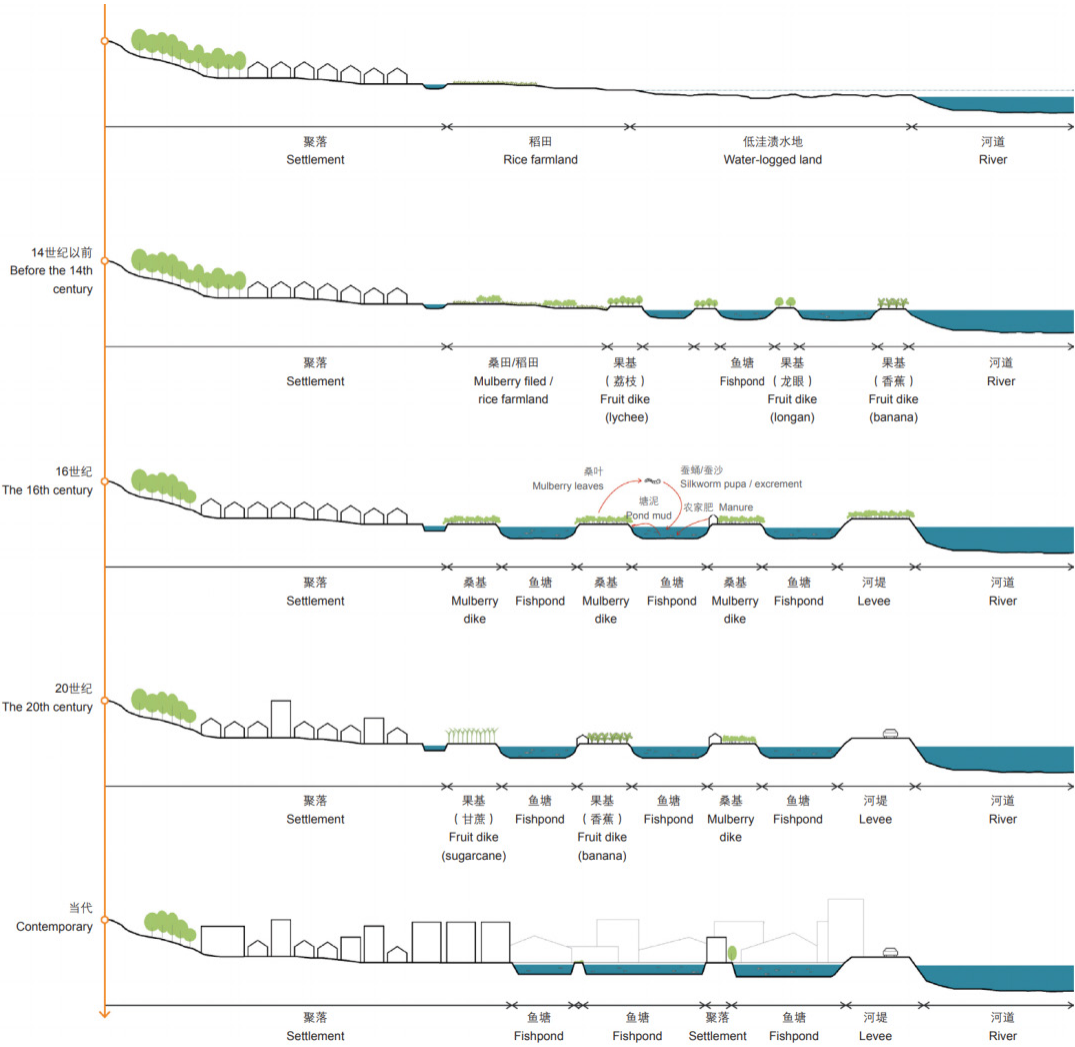 聚落
Settlement
稻田
Rice farmland
低洼渍水地
Water-logged land
河道
River
14世纪以前
Before the 14th
century
聚落
Settlement
桑田/稻田
Mulberry filed /
rice farmland
果基
（荔枝）
Fruit dike
(lychee)
鱼塘
Fishpond
果基
（龙眼）
Fruit dike
(longan)
果基
（香蕉）
Fruit dike
(banana)
河道
River
16世纪
The 16th century
桑叶
Mulberry leaves
蚕蛹/蚕沙
Silkworm pupa / excrement
塘泥
Pond mud
农家肥 Manure
聚落
Settlement
桑基
Mulberry
dike
鱼塘
Fishpond
桑基
Mulberry
dike
鱼塘
Fishpond
桑基
Mulberry
dike
鱼塘
Fishpond
河堤
Levee
河道
River
20世纪
The 20th century
聚落
Settlement
果基
（甘蔗）
Fruit dike
(sugarcane)
鱼塘
Fishpond
果基
（香蕉）
Fruit dike
(banana)
鱼塘
Fishpond
桑基
Mulberry
dike
鱼塘
Fishpond
河堤
Levee
河道
River
当代
Contemporary
聚落
Settlement
鱼塘
Fishpond
鱼塘
Fishpond
聚落
Settlement
鱼塘
Fishpond
河堤
Levee
河道
River